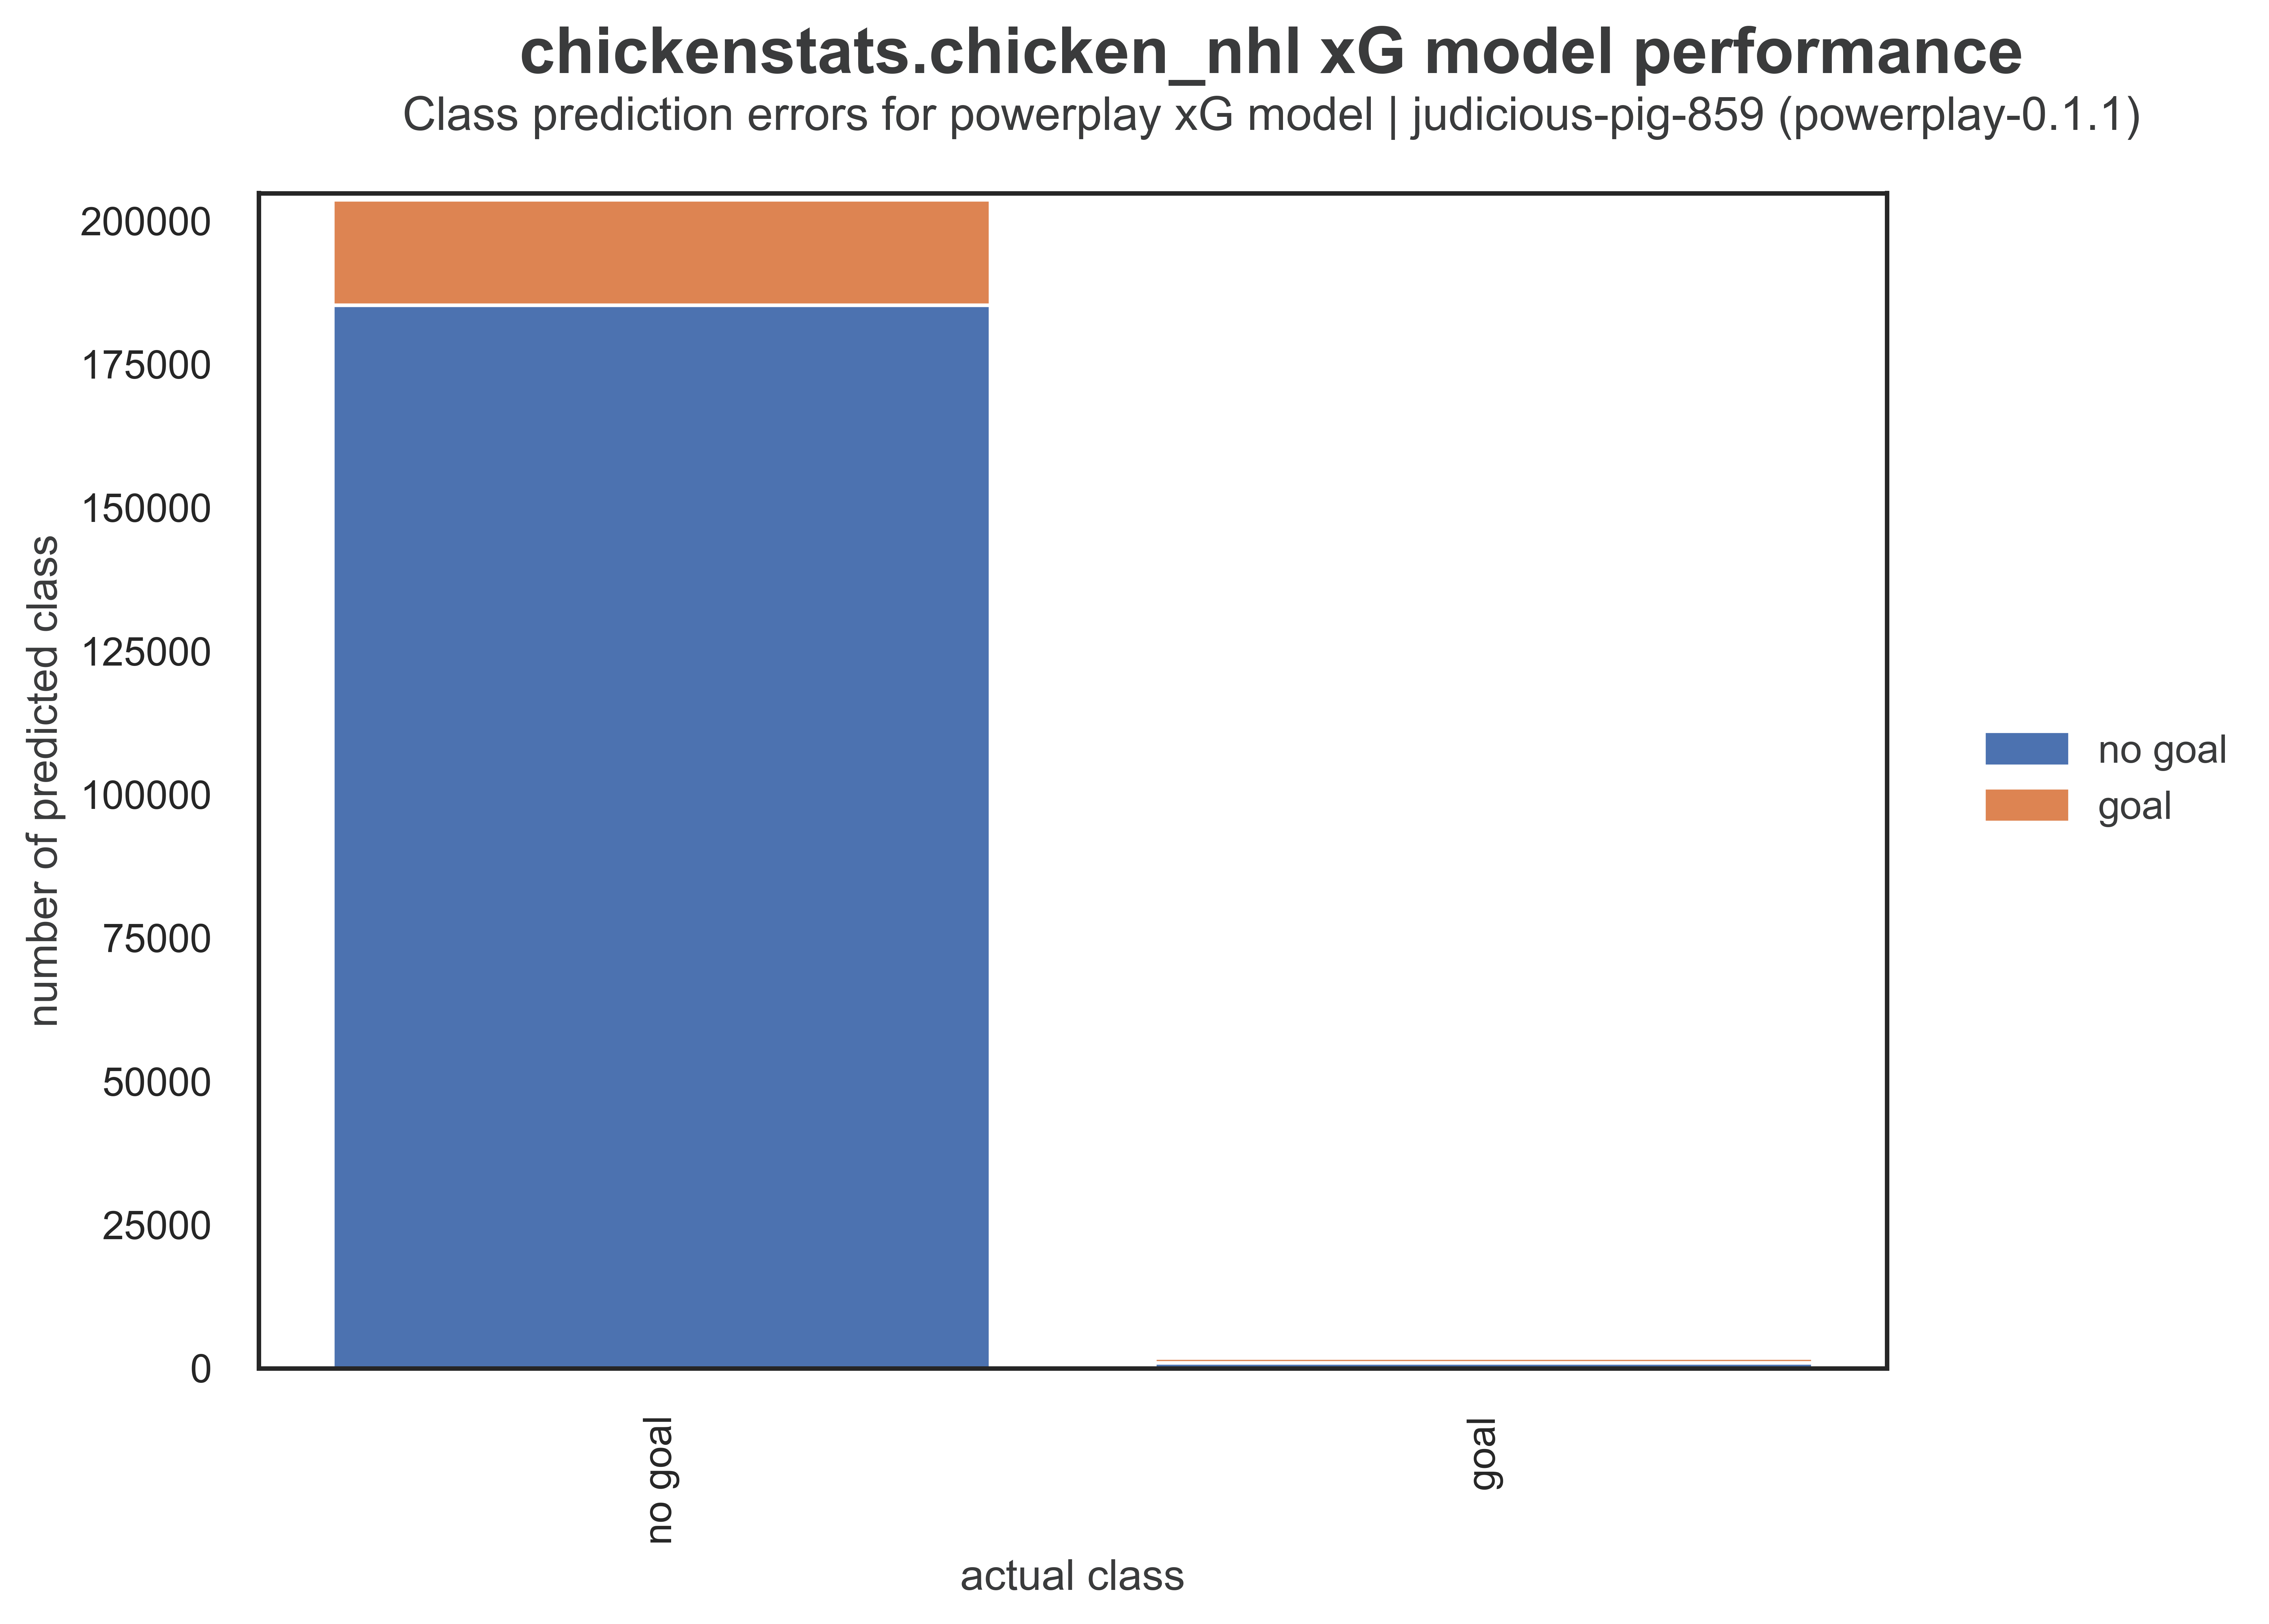 chickenstats.chicken_nhl xG model performance
Class prediction errors for powerplay xG model | judicious-pig-859 (powerplay-0.1.1)
200000
175000
150000
125000
100000
75000
50000
25000
0
number of predicted class
no goal
goal
actual class
no goal
goal